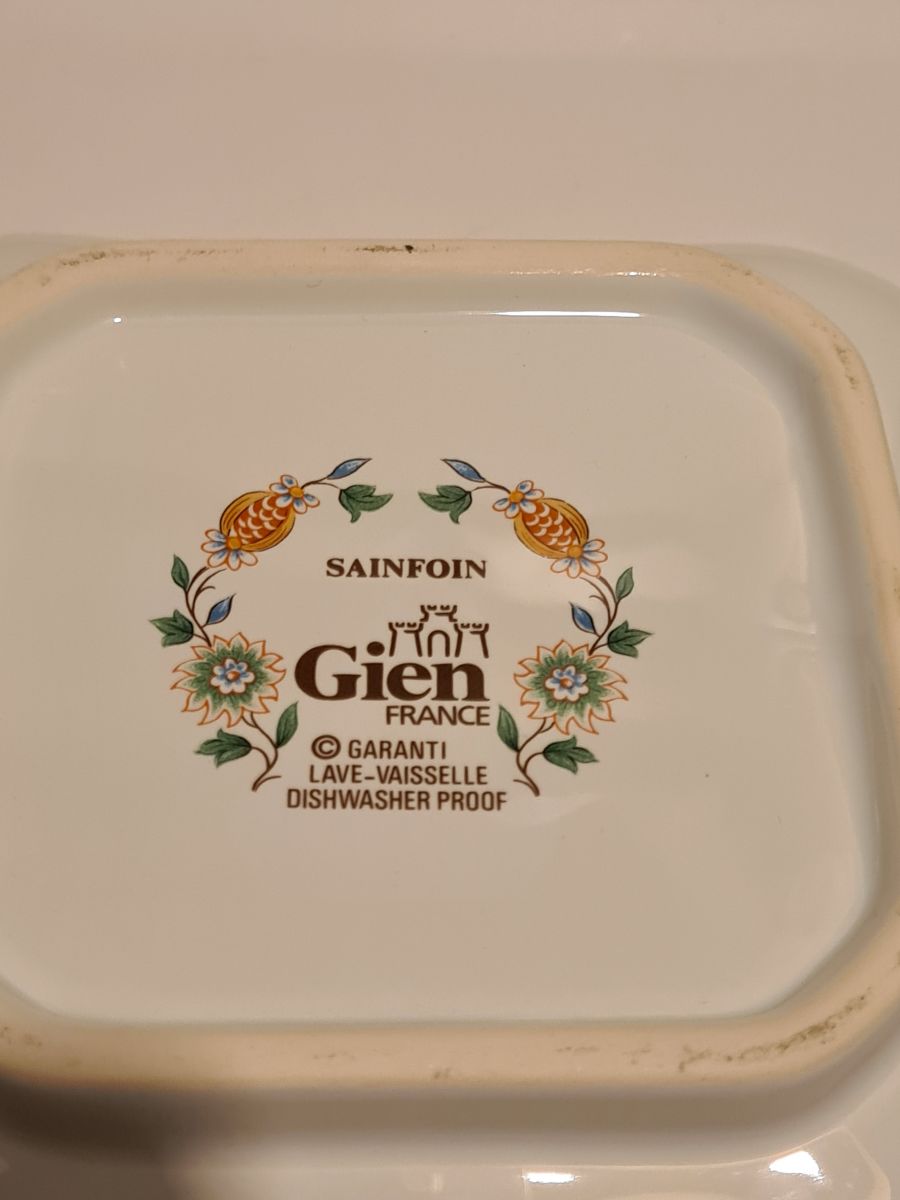 SAINFOIN
Gien
FRANCE
© GARANTI
LAVE-VAISSELLE
DISHWASHER PROOF